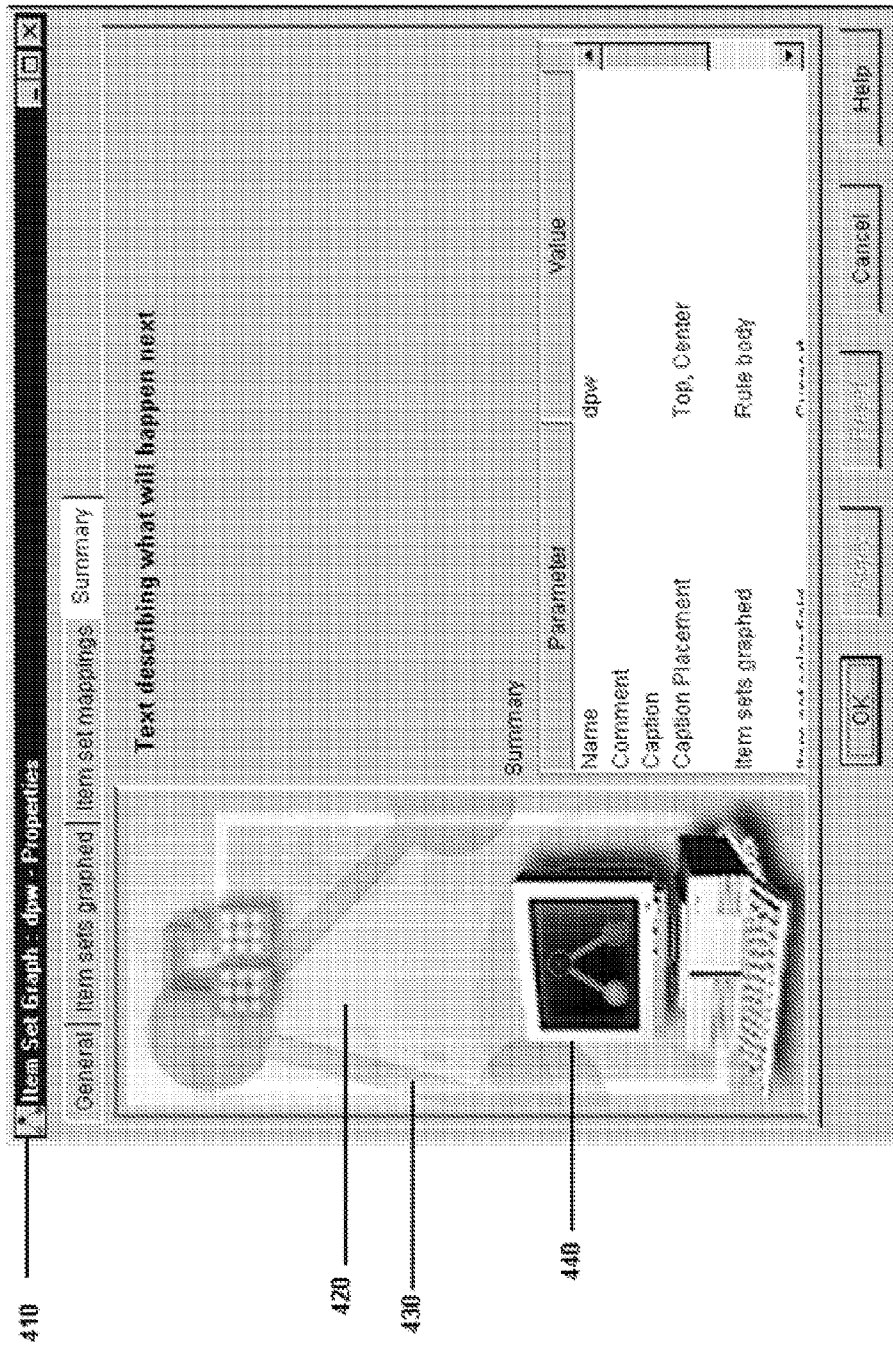 Item Set Graph - dpw - Properties
General Item sets graphed Item set mappings Summary
Text describing what will happen next
Summary
Parameter Value
Name dpw
Comment
Caption
Caption Placement Top, Center
Item sets graphed Rule body
OK Cancel Help
410
420
430
440